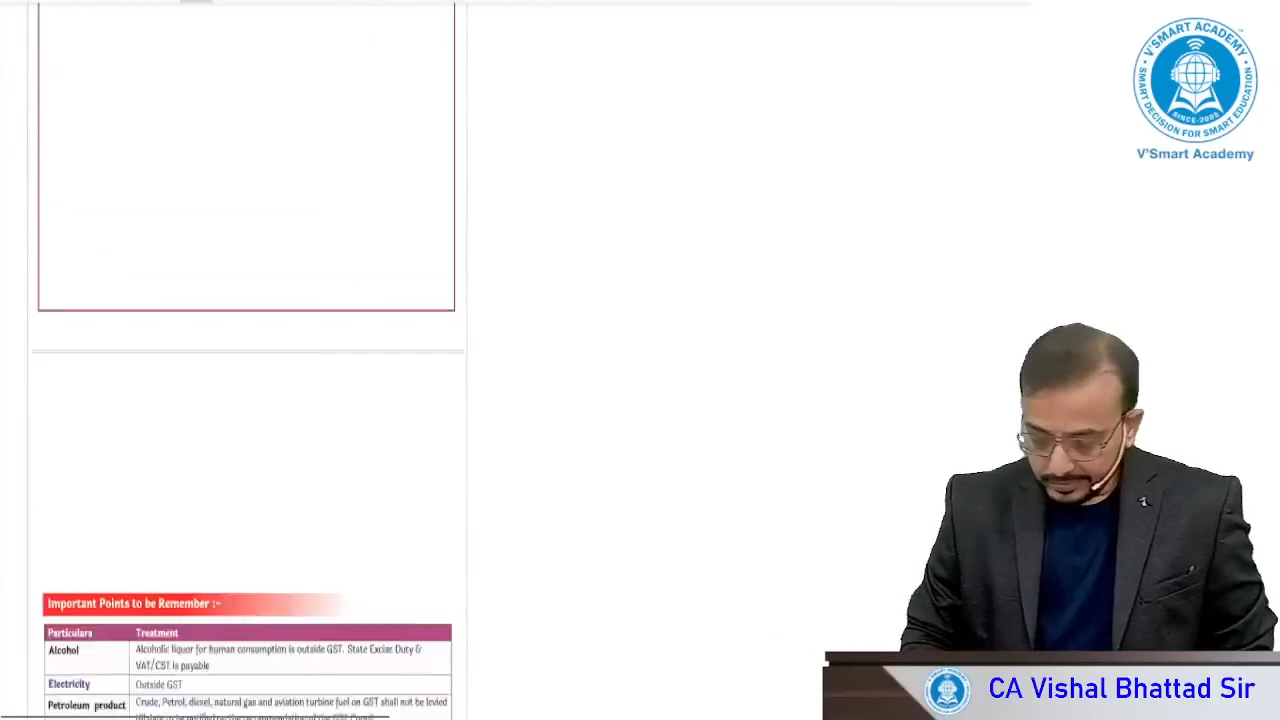 V'SMART ACADEMY
SMART DECISION FOR SMART EDUCATION
SINCE-2005
V'Smart Academy
Important Points to be Remember :-
Particulars Treatment
Alcohol Alcoholic liquor for human consumption is outside GST. State Excise Duty &
VAT/CST is payable
Electricity Outside GST
Petroleum product Crude, Petrol, diesel, natural gas and aviation turbine fuel on GST shall not be levied
CA Vishal Bhattad Sir